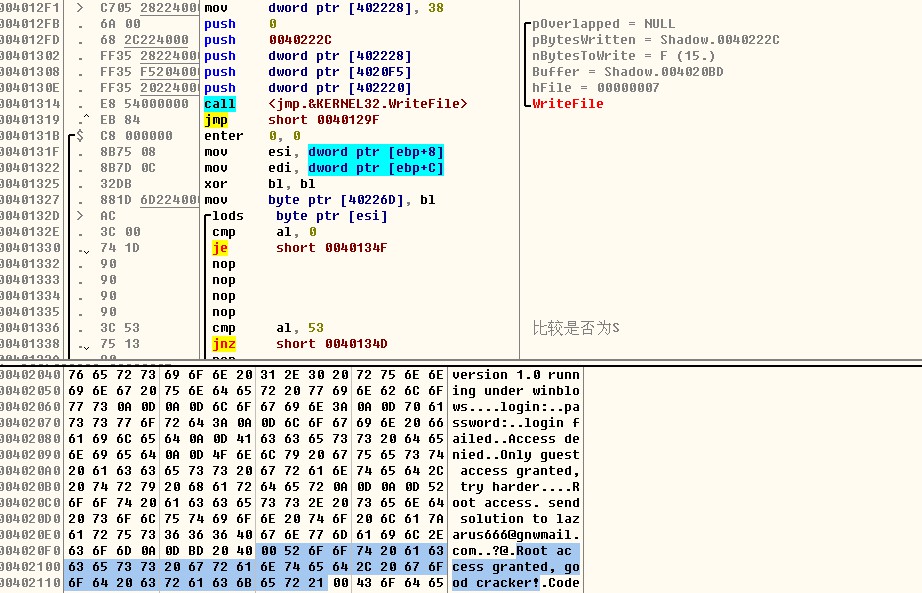 004012F1 > C705 28224000 mov dword ptr [402228], 38
004012FB . 6A 00 push 0 pOverlapped = NULL
004012FD . 68 2C224000 push 0040222C pBytesWritten = Shadow.0040222C
00401302 . FF35 28224000 push dword ptr [402228] nBytesToWrite = F (15.)
00401308 . FF35 F5204000 push dword ptr [4020F5] Buffer = Shadow.004020BD
0040130E . FF35 20224000 push dword ptr [402220] hFile = 00000007
00401314 . E8 54000000 call <jmp.&KERNEL32.WriteFile> WriteFile
00401319 .^ EB 84 jmp short 0040129F
0040131B $ C8 000000 enter 0, 0
0040131F . 8B75 08 mov esi, dword ptr [ebp+8]
00401322 . 8B7D 0C mov edi, dword ptr [ebp+C]
00401325 . 32DB xor bl, bl
00401327 . 881D 6D224000 mov byte ptr [40226D], bl
0040132D > AC lods byte ptr [esi]
0040132E . 3C 00 cmp al, 0
00401330 .v 74 1D je short 0040134F
00401332 . 90 nop
00401333 . 90 nop
00401334 . 90 nop
00401335 . 90 nop
00401336 . 3C 53 cmp al, 53 比较是否为S
00401338 .v 75 13 jnz short 0040134D
00402040 76 65 72 73 69 6F 6E 20 31 2E 30 20 72 75 6E 6E version 1.0 runn
00402050 69 6E 67 20 75 6E 64 65 72 20 77 69 6E 62 6C 6F ing under winblo
00402060 77 73 0A 0D 0A 0D 6C 6F 67 69 6E 3A 0A 0D 70 61 ws....login:..pa
00402070 73 73 77 6F 72 64 3A 0A 0D 6C 6F 67 69 6E 20 66 ssword:..login f
00402080 61 69 6C 65 64 0A 0D 41 63 63 65 73 73 20 64 65 ailed..Access de
00402090 6E 69 65 64 0A 0D 4F 6E 6C 79 20 67 75 65 73 74 nied..Only guest
004020A0 20 61 63 63 65 73 73 20 67 72 61 6E 74 65 64 2C access granted,
004020B0 20 74 72 79 20 68 61 72 64 65 72 0A 0D 0A 0D 52 try harder....R
004020C0 6F 6F 74 20 61 63 63 65 73 73 2E 20 73 65 6E 64 oot access. send
004020D0 20 73 6F 6C 75 74 69 6F 6E 20 74 6F 20 6C 61 7A solution to laz
004020E0 61 72 75 73 36 36 36 40 67 6E 77 6D 61 69 6C 2E arus666@gnwmail.
004020F0 63 6F 6D 0A 0D BD 20 40 00 52 6F 6F 74 20 61 63 com..?@.Root ac
00402100 63 65 73 73 20 67 72 61 6E 74 65 64 2C 20 67 6F cess granted, go
00402110 6F 64 20 63 72 61 63 6B 65 72 21 00 43 6F 64 65 od cracker!.Code